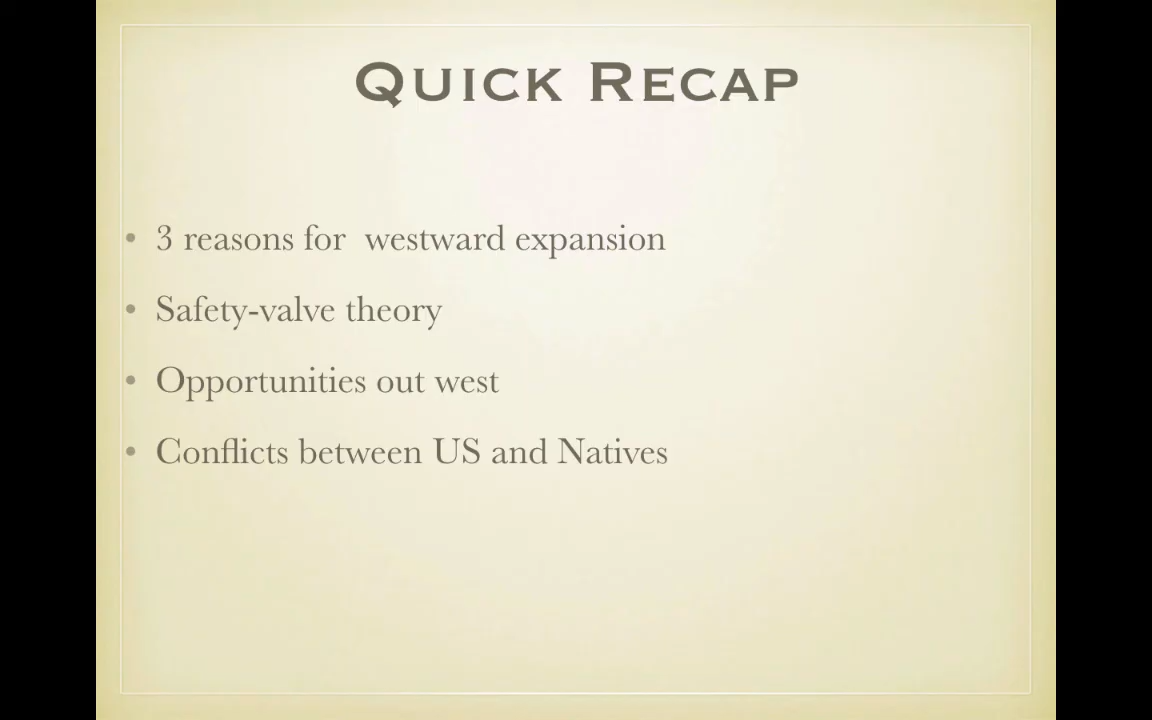 Quick Recap
• 3 reasons for  westward expansion
• Safety-valve theory
• Opportunities out west
• Conflicts between US and Natives